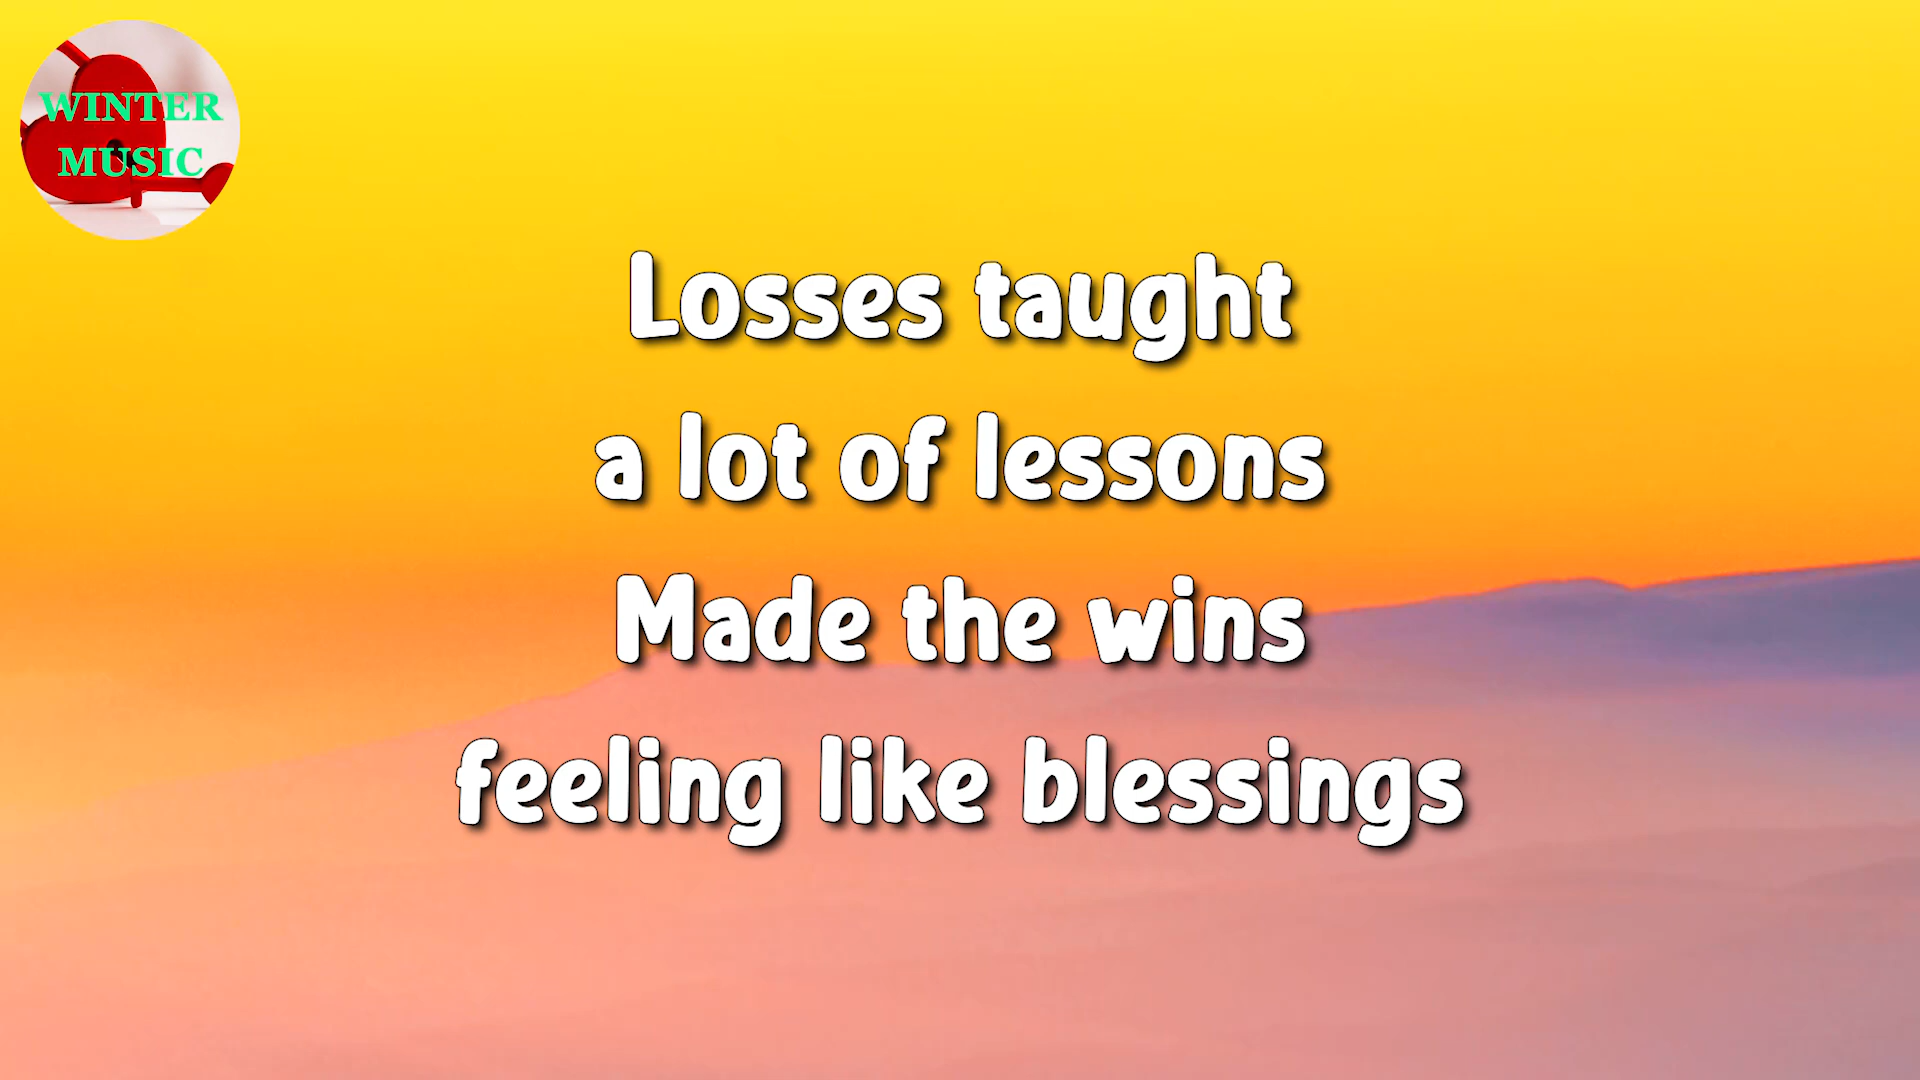 WINTER
MUSIC
Losses taught
a lot of lessons
Made the wins
feeling like blessings